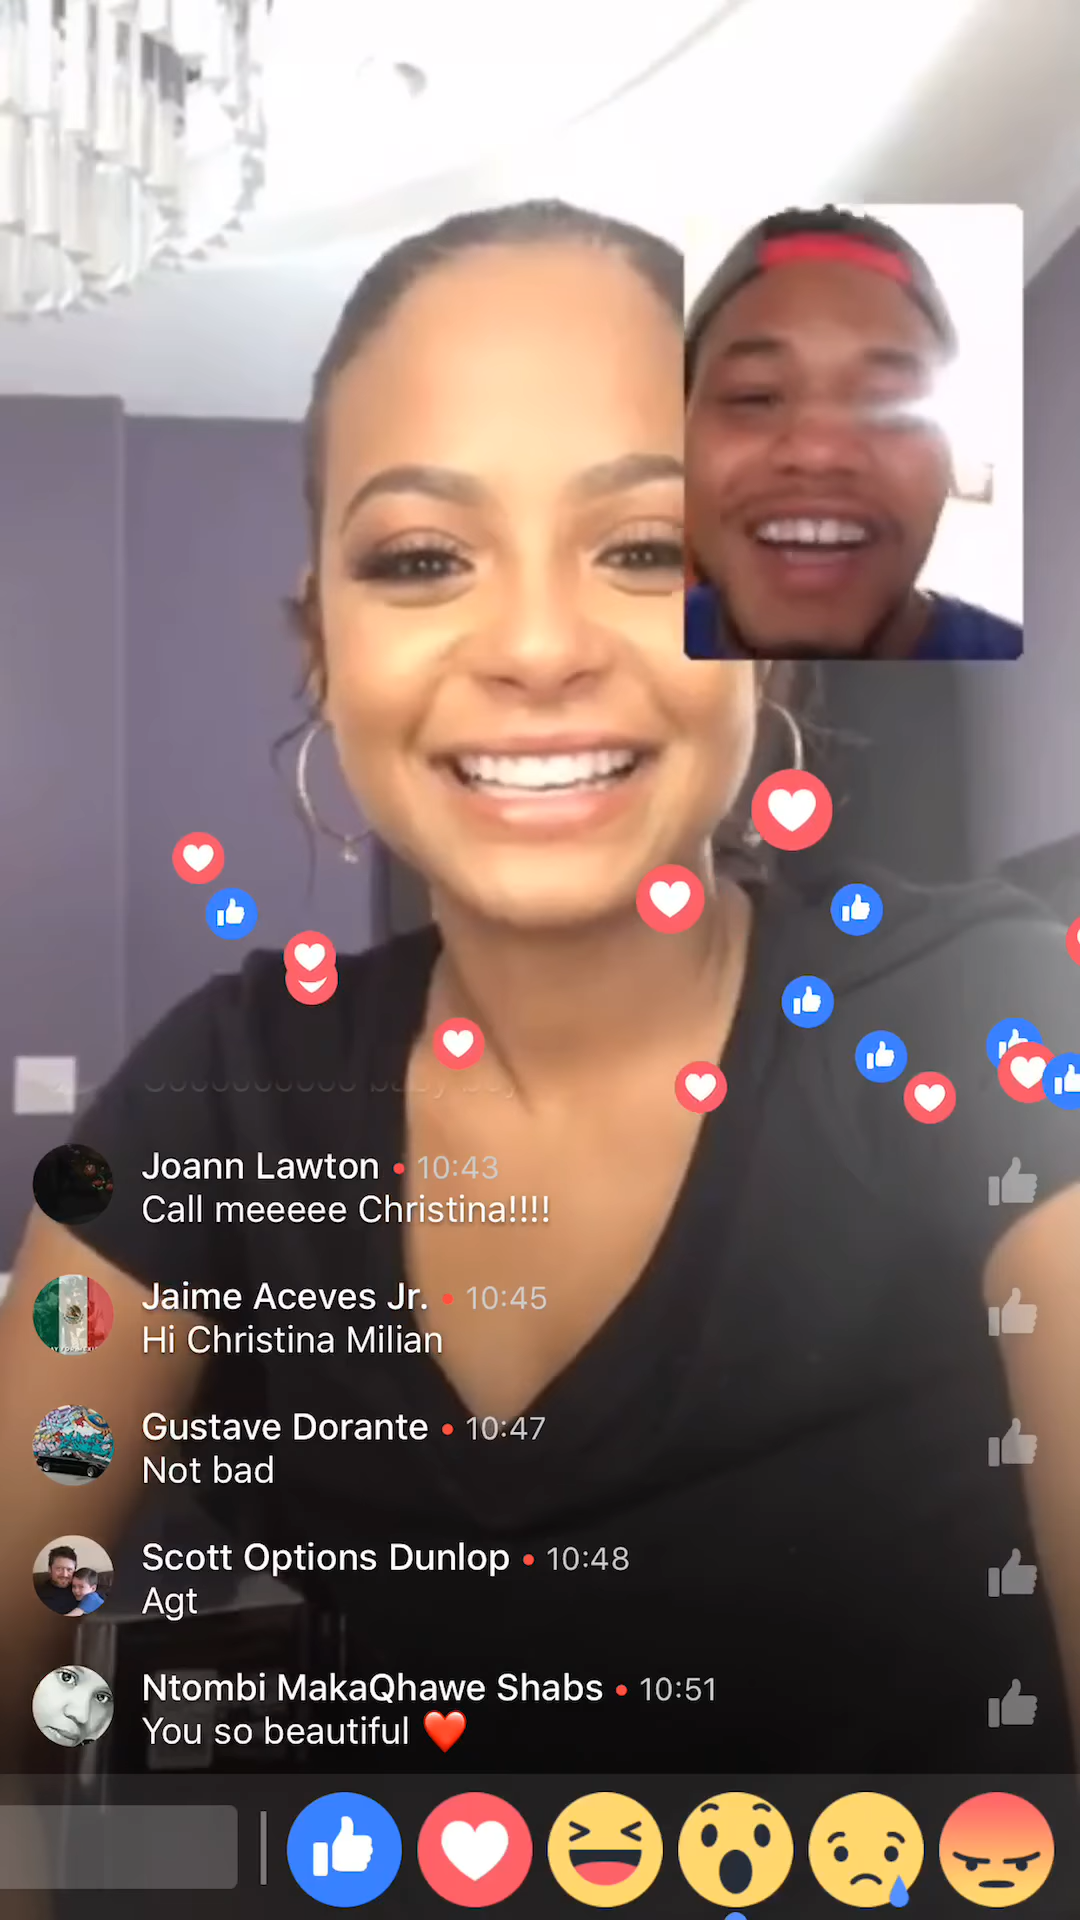 Joann Lawton • 10:43
Call meeeee Christina!!!!
Jaime Aceves Jr. • 10:45
Hi Christina Milian
Gustave Dorante • 10:47
Not bad
Scott Options Dunlop • 10:48
Agt
Ntombi MakaQhawe Shabs • 10:51
You so beautiful ❤️